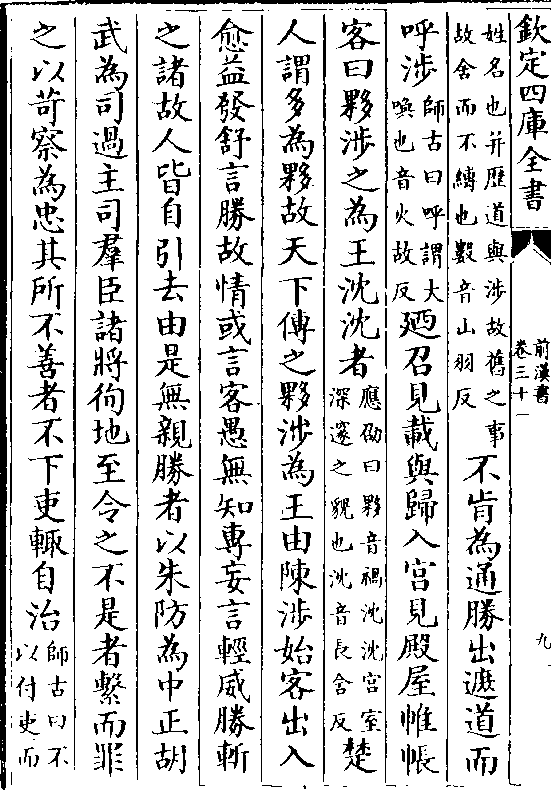 欽定四庫全書
前漢書
卷三十一
九
姓名也并歷道與涉故舊之事
故舍而不縳也數音山羽反
不肯為通勝出遮道而
呼涉
師古曰呼謂大
喚也音火故反
廼召見載與歸入宫見殿屋帷帳
客曰夥涉之為王沈沈者
應劭曰夥音禍沈沈宫室
深邃之貌也沈音長含反
楚
人謂多為夥故天下傳之夥涉為王由陳涉始客出入
愈益發舒言勝故情或言客愚無知專妄言輕威勝斬
之諸故人皆自引去由是無親勝者以朱防為中正胡
武為司過主司羣臣諸將徇地至令之不是者繫而罪
之以苛察為忠其所不善者不下吏輙自治
師古曰不
以付吏而